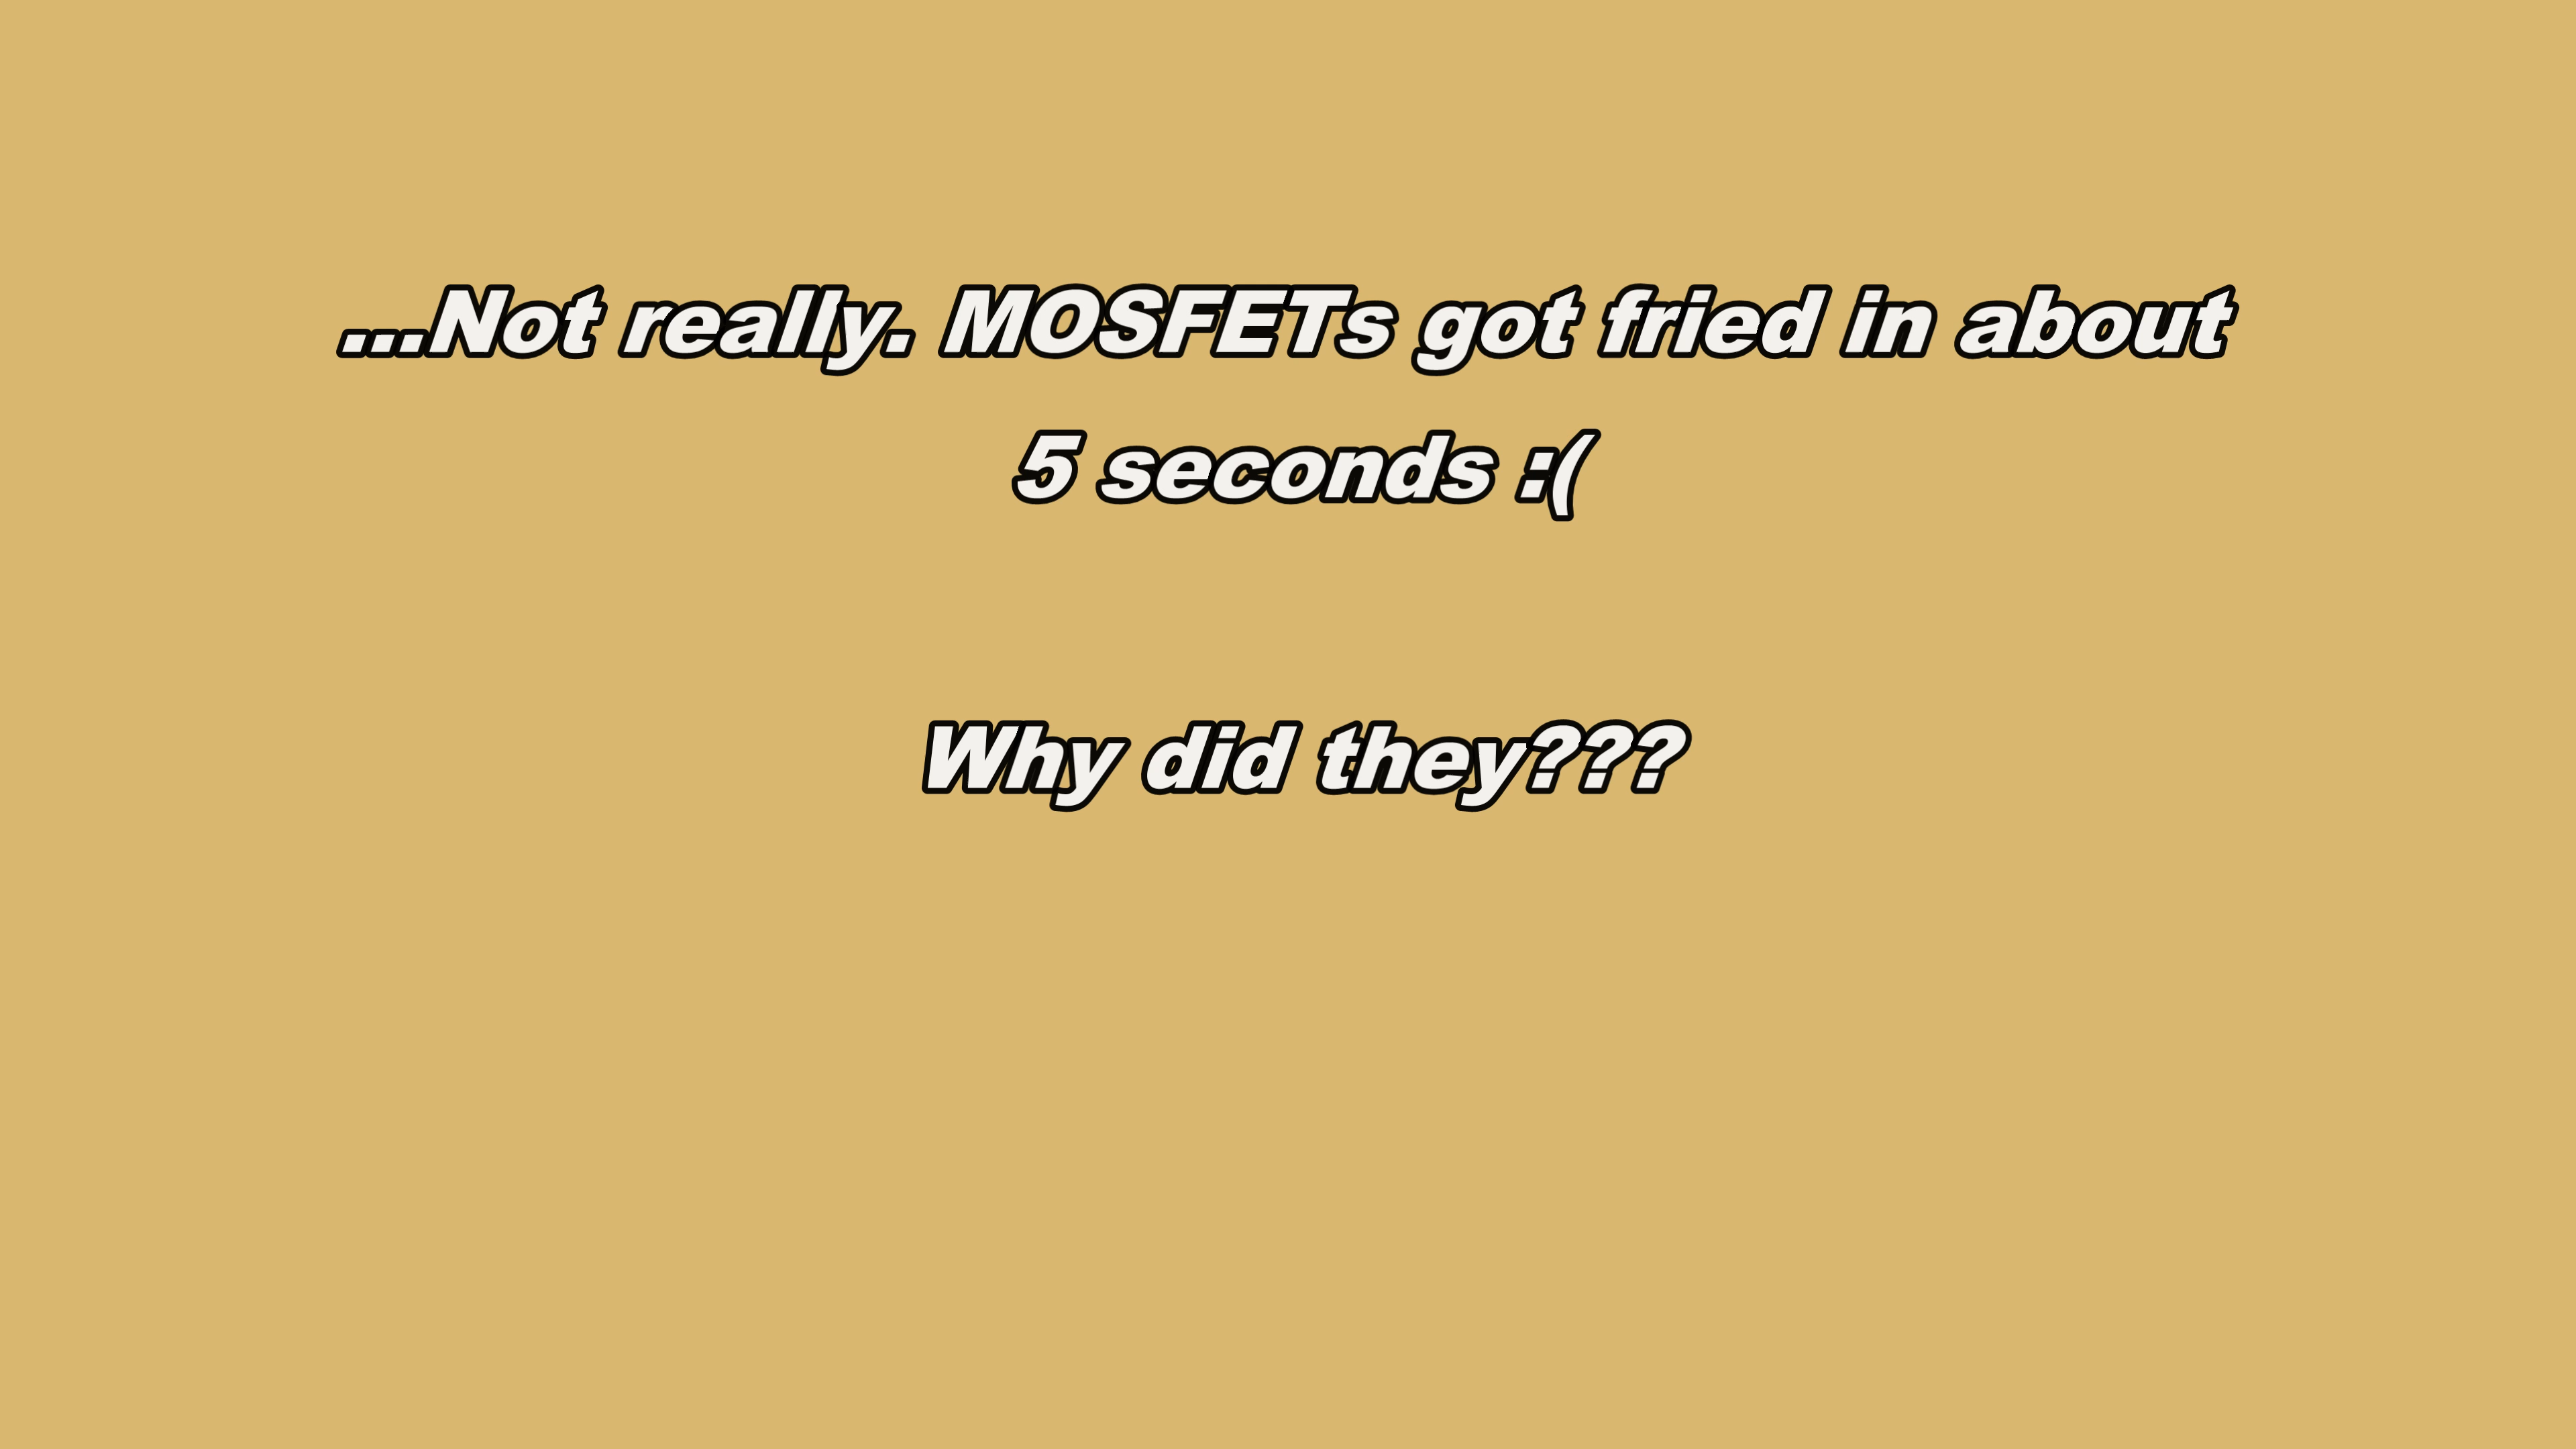 ...Not really. MOSFETs got fried in about
5 seconds :(
Why did they???